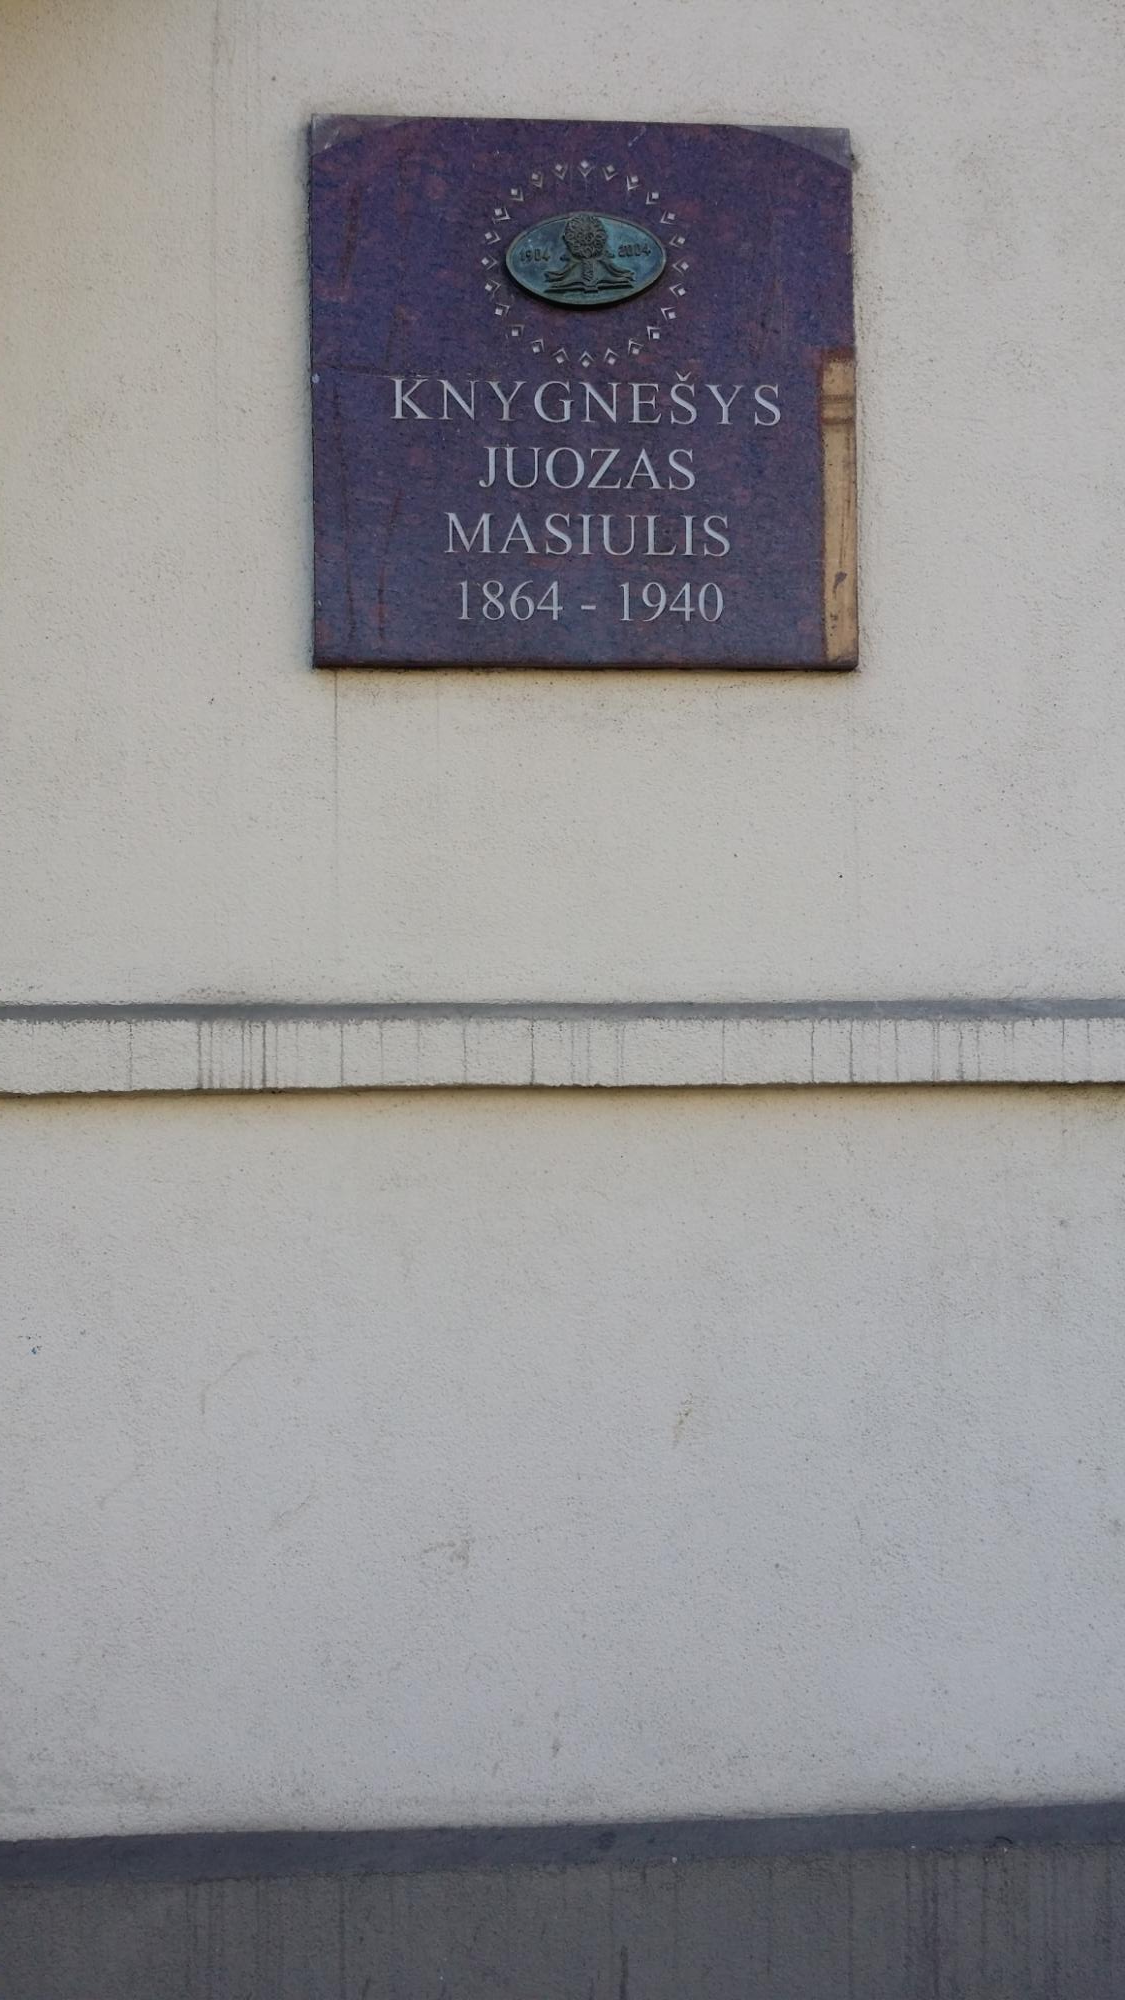 1904 2004
KNYGNEŠYS
JUOZAS
MASIULIS
1864 - 1940